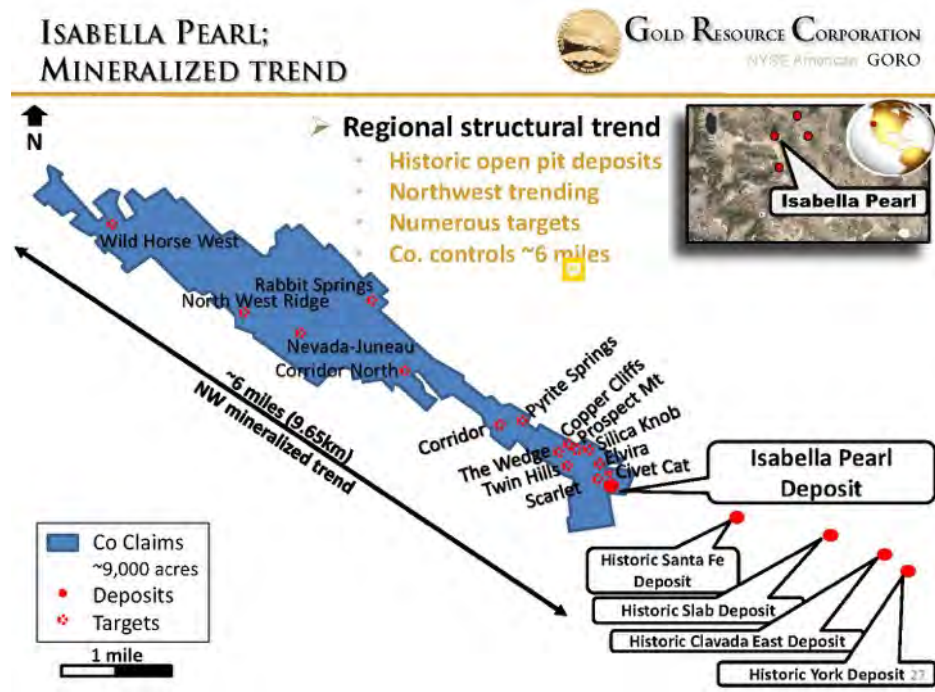 ISABELLA PEARL;
MINERALIZED TREND
GOLD RESOURCE CORPORATION
NYSE American GORO
N
Regional structural trend
Historic open pit deposits
Northwest trending
Numerous targets
Co. controls ~6 miles
Isabella Pearl
Wild Horse West
Rabbit Springs
North West Ridge
Nevada-Juneau
Corridor North
~6 miles (9.65km)
NW mineralized trend
Pyrite Springs
Copper Cliffs
Prospect Mt
Silica Knob
Corridor
The Wedge
Elvira
Twin Hills
Civet Cat
Scarlet
Isabella Pearl
Deposit
Co Claims
~9,000 acres
Deposits
Targets
1 mile
Historic Santa Fe
Deposit
Historic Slab Deposit
Historic Clavada East Deposit
Historic York Deposit 27